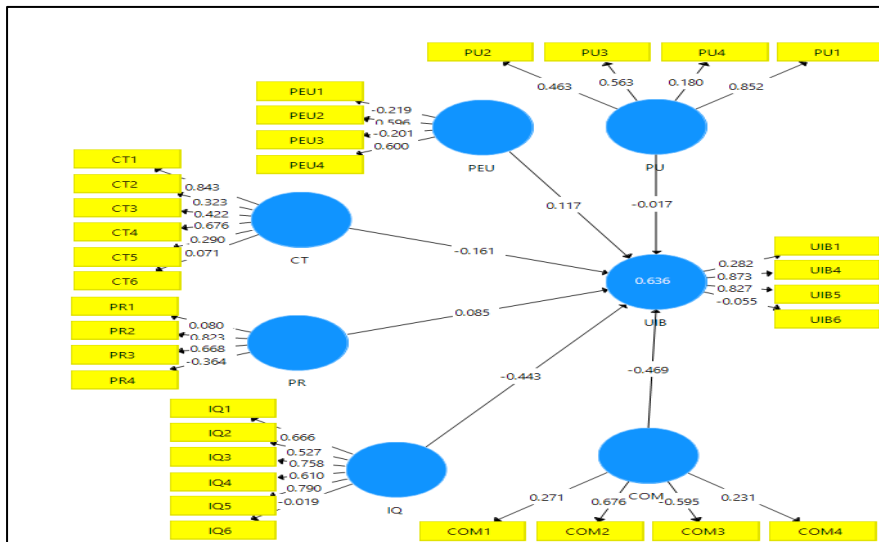 PU2 PU3 PU4 PU1
0.463 0.563 0.180 0.852
PU
PEU1
PEU2
PEU3
PEU4
-0.219
0.596
-0.201
0.600
PEU
CT1
CT2
CT3
CT4
CT5
CT6
0.843
0.323
0.422
0.676
0.290
0.071
CT
0.117
-0.017
-0.161
0.636
UIB
0.282
0.873
0.827
-0.055
UIB1
UIB4
UIB5
UIB6
PR1
PR2
PR3
PR4
0.080
0.823
0.668
-0.364
PR
0.085
-0.443
-0.469
IQ1
IQ2
IQ3
IQ4
IQ5
IQ6
0.666
0.527
0.758
0.610
0.790
-0.019
IQ
COM
0.271 0.676 -0.595 0.231
COM1 COM2 COM3 COM4